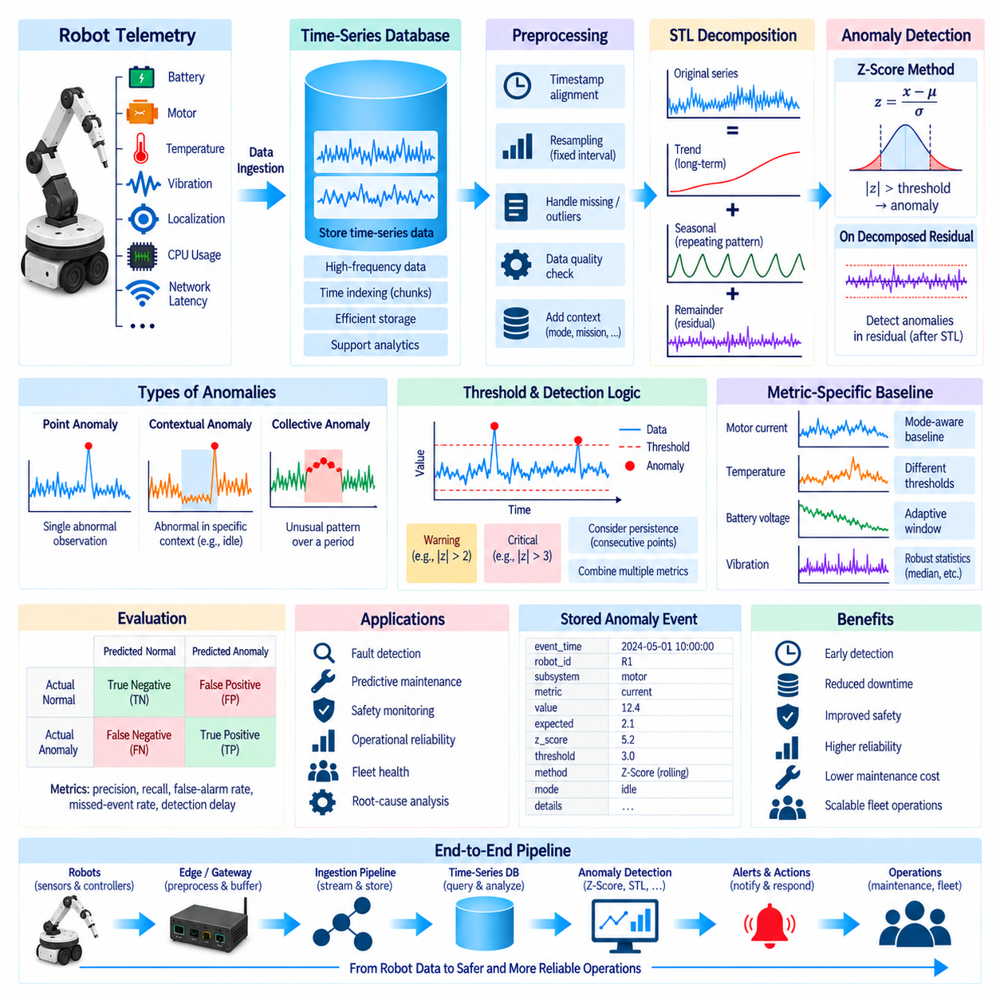 Robot Telemetry
Battery
Motor
Temperature
Vibration
Localization
CPU Usage
Network
Latency
...
Data
Ingestion
Time-Series Database
Store time-series data
High-frequency data
Time indexing (chunks)
Efficient storage
Support analytics
Preprocessing
Timestamp
alignment
Resampling
(fixed interval)
Handle missing /
outliers
Data quality
check
Add context
(mode, mission, ...)
STL Decomposition
Original series
=
Trend
(long-term)
+
Seasonal
(repeating pattern)
+
Remainder
(residual)
Anomaly Detection
Z-Score Method
z = x − μ
σ
|z| > threshold
→ anomaly
On Decomposed Residual
Detect anomalies
in residual (after STL)
Types of Anomalies
Point Anomaly
Single abnormal
observation
Contextual Anomaly
Abnormal in specific
context (e.g., idle)
Collective Anomaly
Unusual pattern
over a period
Threshold & Detection Logic
Value
Time
Data
Threshold
Anomaly
Warning
(e.g., |z| > 2)
Critical
(e.g., |z| > 3)
Consider persistence
(consecutive points)
Combine multiple metrics
Metric-Specific Baseline
Motor current
Mode-aware
baseline
Temperature
Different
thresholds
Battery voltage
Adaptive
window
Vibration
Robust statistics
(median, etc.)
Evaluation
Predicted Normal
Predicted Anomaly
Actual
Normal
True Negative
(TN)
False Positive
(FP)
Actual
Anomaly
False Negative
(FN)
True Positive
(TP)
Metrics: precision, recall, false-alarm rate,
missed-event rate, detection delay
Applications
Fault detection
Predictive maintenance
Safety monitoring
Operational reliability
Fleet health
Root-cause analysis
Stored Anomaly Event
event_time 2024-05-01 10:00:00
robot_id R1
subsystem motor
metric current
value 12.4
expected 2.1
z_score 5.2
threshold 3.0
method Z-Score (rolling)
mode idle
details ...
Benefits
Early detection
Reduced downtime
Improved safety
Higher reliability
Lower maintenance cost
Scalable fleet operations
End-to-End Pipeline
Robots
(sensors & controllers)
Edge / Gateway
(preprocess & buffer)
Ingestion Pipeline
(stream & store)
Time-Series DB
(query & analyze)
Anomaly Detection
(Z-Score, STL, ...)
Alerts & Actions
(notify & respond)
Operations
(maintenance, fleet)
From Robot Data to Safer and More Reliable Operations